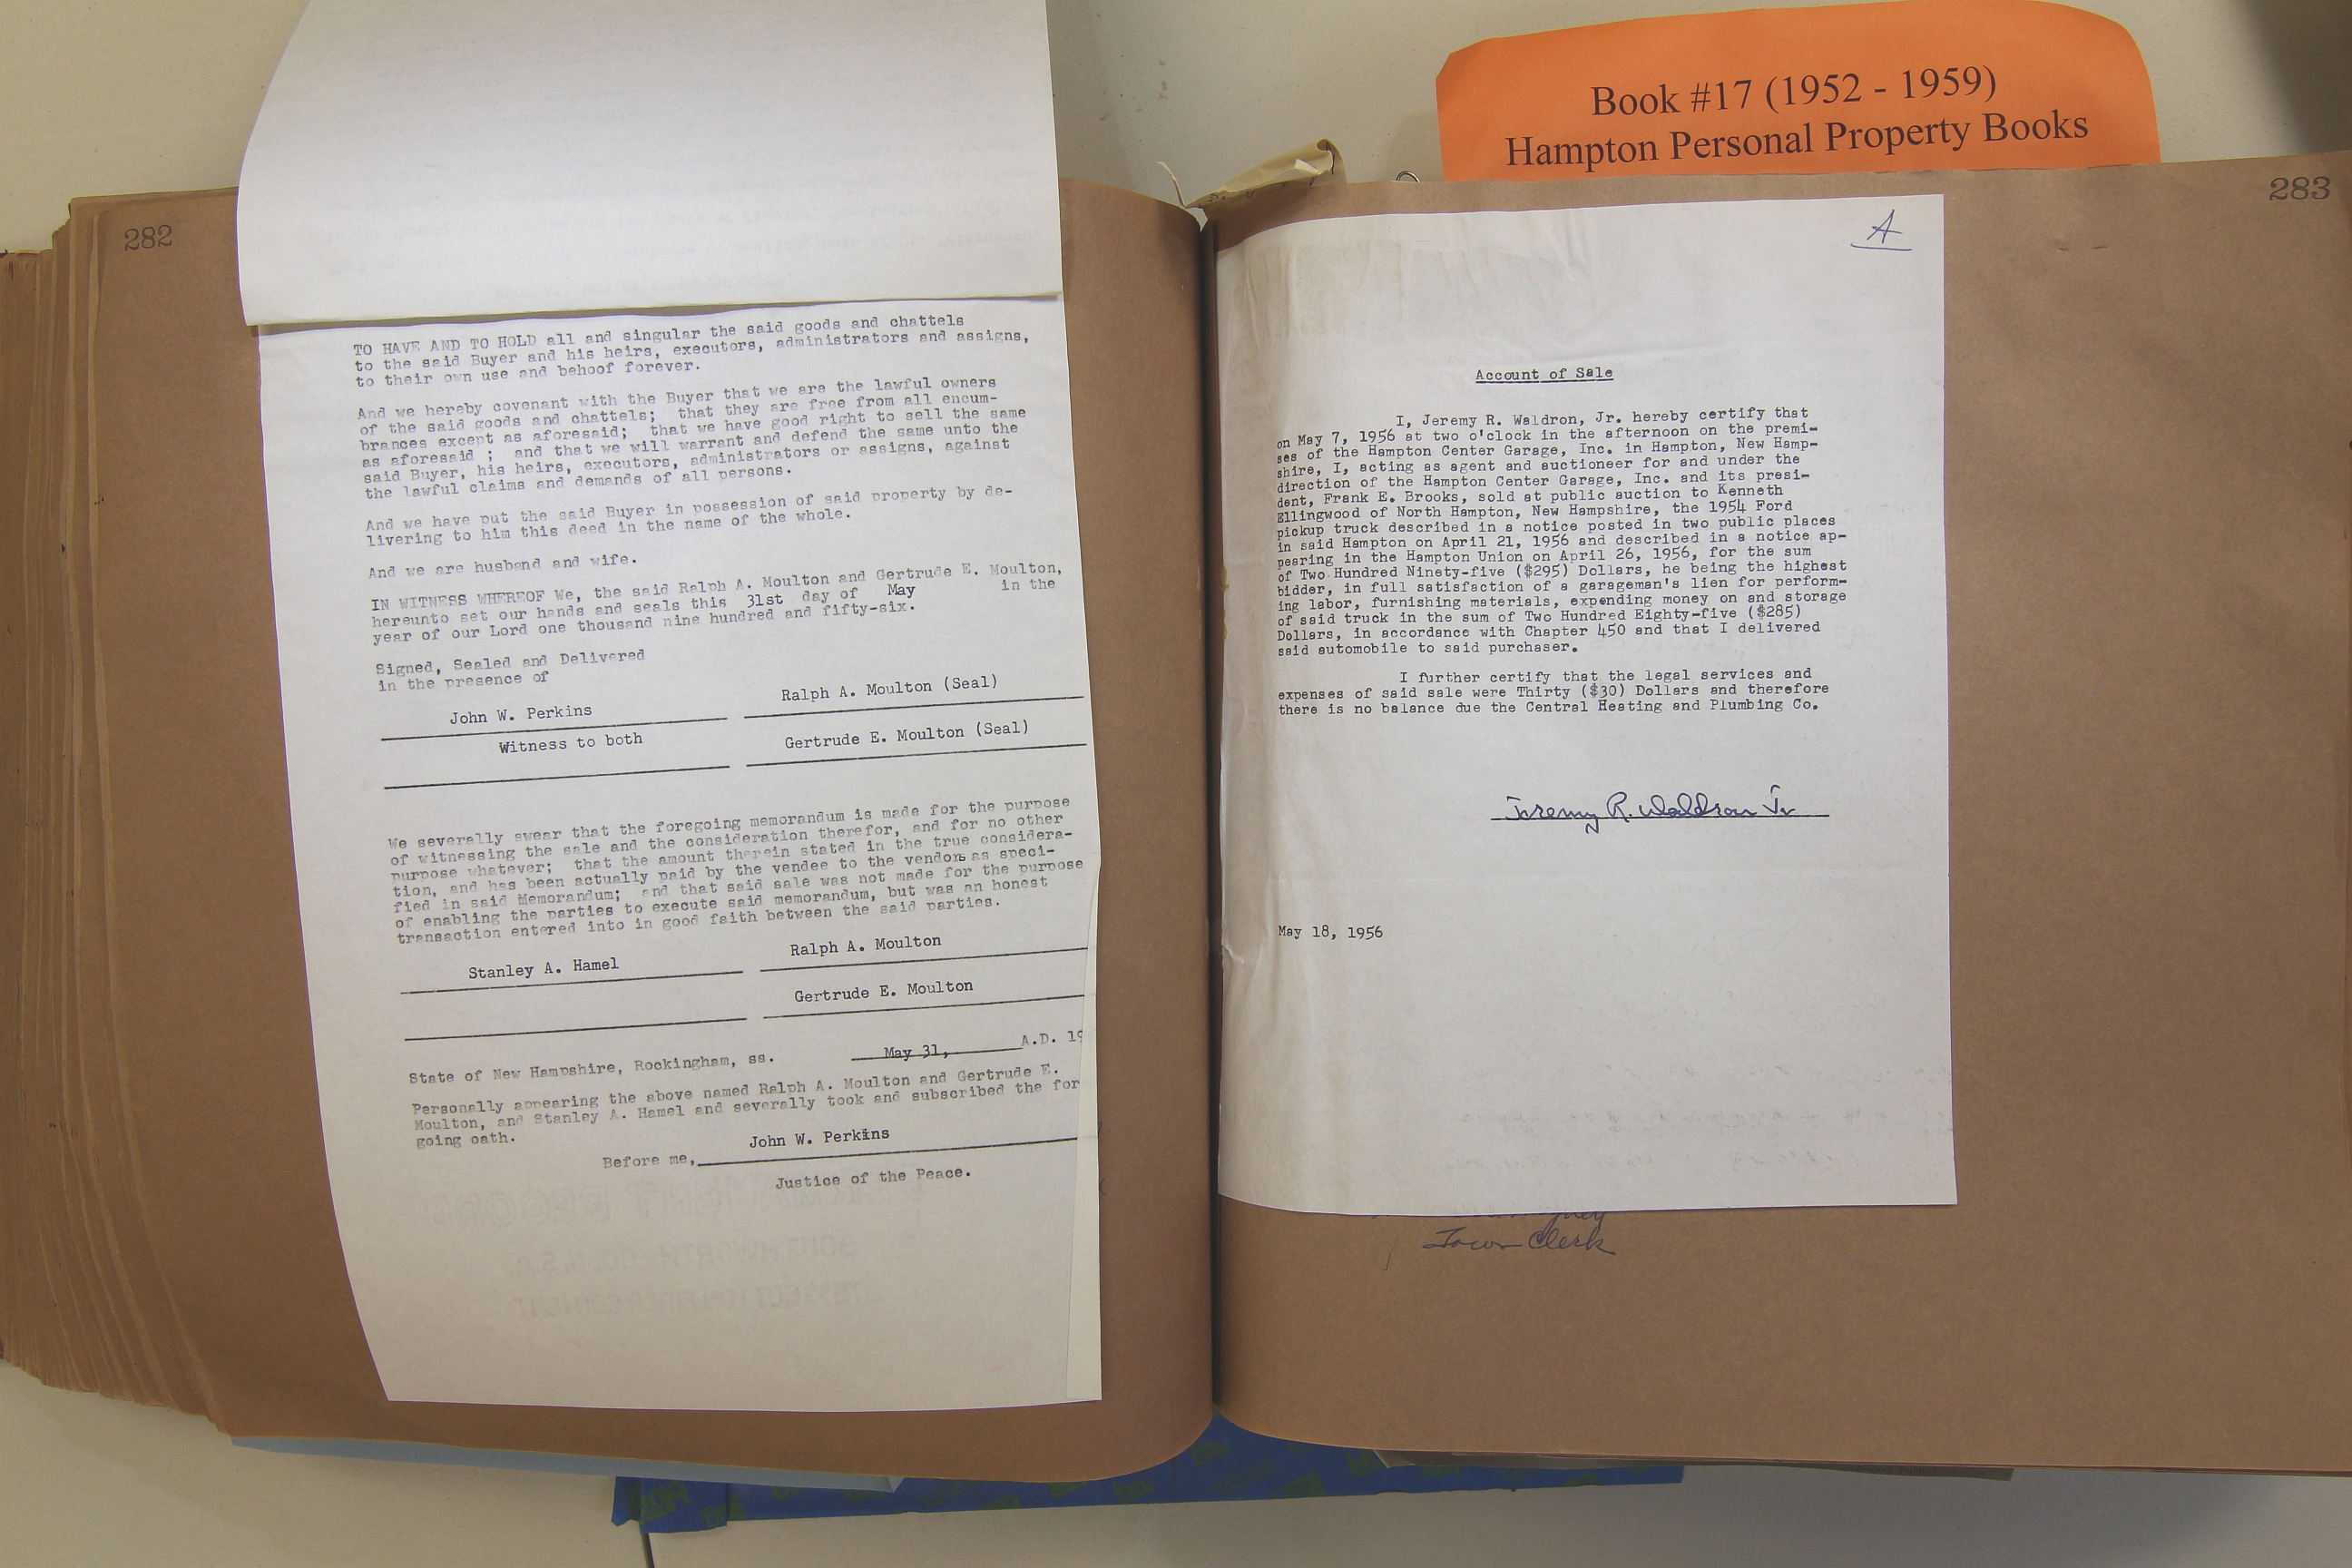 Book #17 (1952 - 1959)
Hampton Personal Property Books
282
TO HAVE AND TO HOLD all and singular the said goods and chattels
to the said Buyer and his heirs, executors, administrators and assigns,
to their own use and behoof forever.
And we hereby covenant with the Buyer that we are the lawful owners
of the said goods and chattels; that they are free from all encum-
brances except as aforesaid; that we have good right to sell the same
as aforesaid ; and that we will warrant and defend the same unto the
said Buyer, his heirs, executors, administrators or assigns, against
the lawful claims and demands of all persons.
And we have put the said Buyer in possession of said property by de-
livering to him this deed in the name of the whole.
And we are husband and wife.
IN WITNESS WHEREOF We, the said Ralph A. Moulton and Gertrude E. Moulton,
hereunto set our hands and seals this 31st day of May in the
year of our Lord one thousand nine hundred and fifty-six.
Signed, Sealed and Delivered
in the presence of
John W. Perkins Ralph A. Moulton (Seal)
Witness to both Gertrude E. Moulton (Seal)
We severally swear that the foregoing memorandum is made for the purpose
of witnessing the sale and the consideration therefor, and for no other
purpose whatever; that the amount therein stated in the true considera-
tion, and has been actually paid by the vendee to the vendors as speci-
fied in said Memorandum; and that said sale was not made for the purpose
of enabling the parties to execute said memorandum, but was an honest
transaction entered into in good faith between the said parties.
Stanley A. Hamel Ralph A. Moulton
Gertrude E. Moulton
State of New Hampshire, Rockingham, ss. May 31, A.D. 19
Personally appearing the above named Ralph A. Moulton and Gertrude E.
Moulton, and Stanley A. Hamel and severally took and subscribed the for
going oath.
Before me, John W. Perkins
Justice of the Peace.
283
A
Account of Sale
I, Jeremy R. Waldron, Jr. hereby certify that
on May 7, 1956 at two o'clock in the afternoon on the premi-
ses of the Hampton Center Garage, Inc. in Hampton, New Hamp-
shire, I, acting as agent and auctioneer for and under the
direction of the Hampton Center Garage, Inc. and its presi-
dent, Frank E. Brooks, sold at public auction to Kenneth
Ellingwood of North Hampton, New Hampshire, the 1954 Ford
pickup truck described in a notice posted in two public places
in said Hampton on April 21, 1956 and described in a notice ap-
pearing in the Hampton Union on April 26, 1956, for the sum
of Two Hundred Ninety-five ($295) Dollars, he being the highest
bidder, in full satisfaction of a garageman's lien for perform-
ing labor, furnishing materials, expending money on and storage
of said truck in the sum of Two Hundred Eighty-five ($285)
Dollars, in accordance with Chapter 450 and that I delivered
said automobile to said purchaser.
I further certify that the legal services and
expenses of said sale were Thirty ($30) Dollars and therefore
there is no balance due the Central Heating and Plumbing Co.
Jeremy R. Waldron Jr
May 18, 1956
Town Clerk